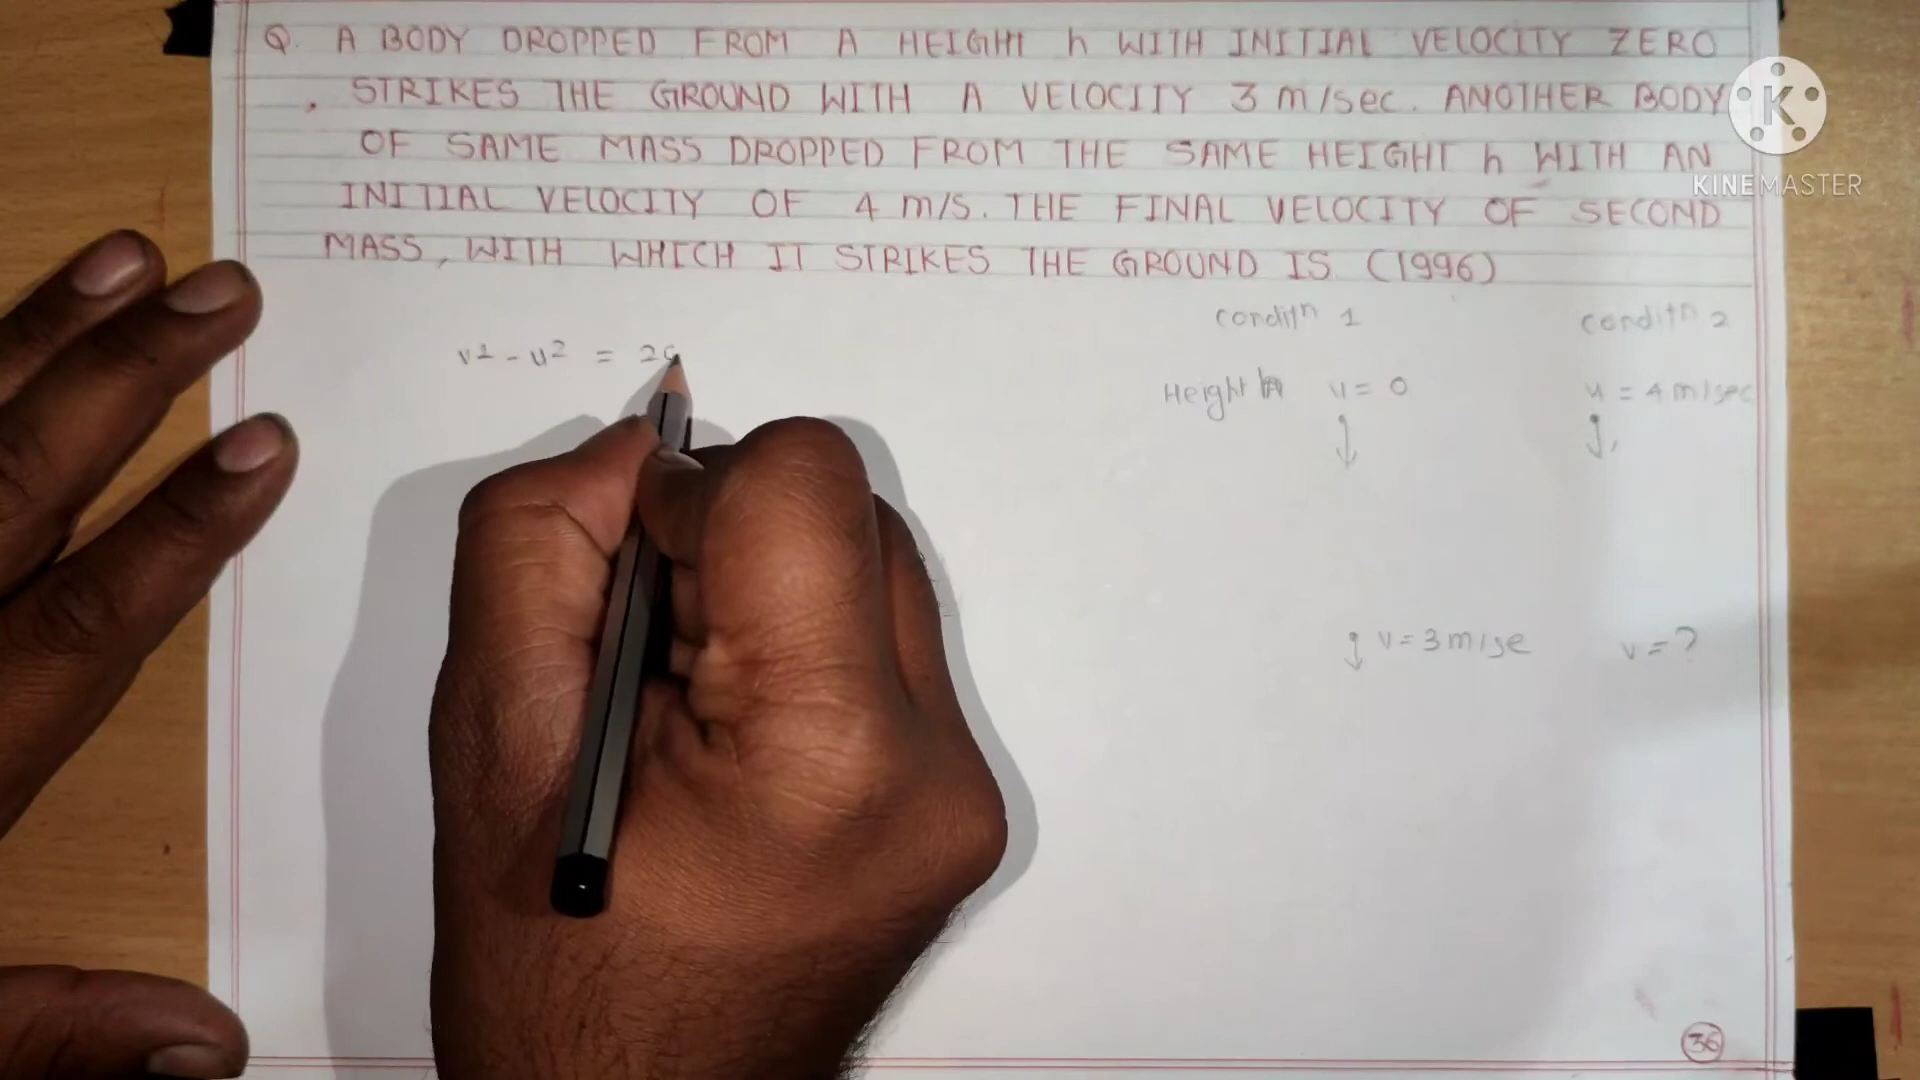 Q. A BODY DROPPED FROM A HEIGHT h WITH INITIAL VELOCITY ZERO
STRIKES THE GROUND WITH A VELOCITY 3 m/sec. ANOTHER BODY
OF SAME MASS DROPPED FROM THE SAME HEIGHT h WITH AN
INITIAL VELOCITY OF 4 m/s. THE FINAL VELOCITY OF SECOND
MASS, WITH WHICH IT STRIKES THE GROUND IS (1996)
K
KINEMASTER
conditn 1 conditn 2
v² - u² = 2
Height h u = 0 u = 4 m/sec
v = 3 m/se v = ?
36